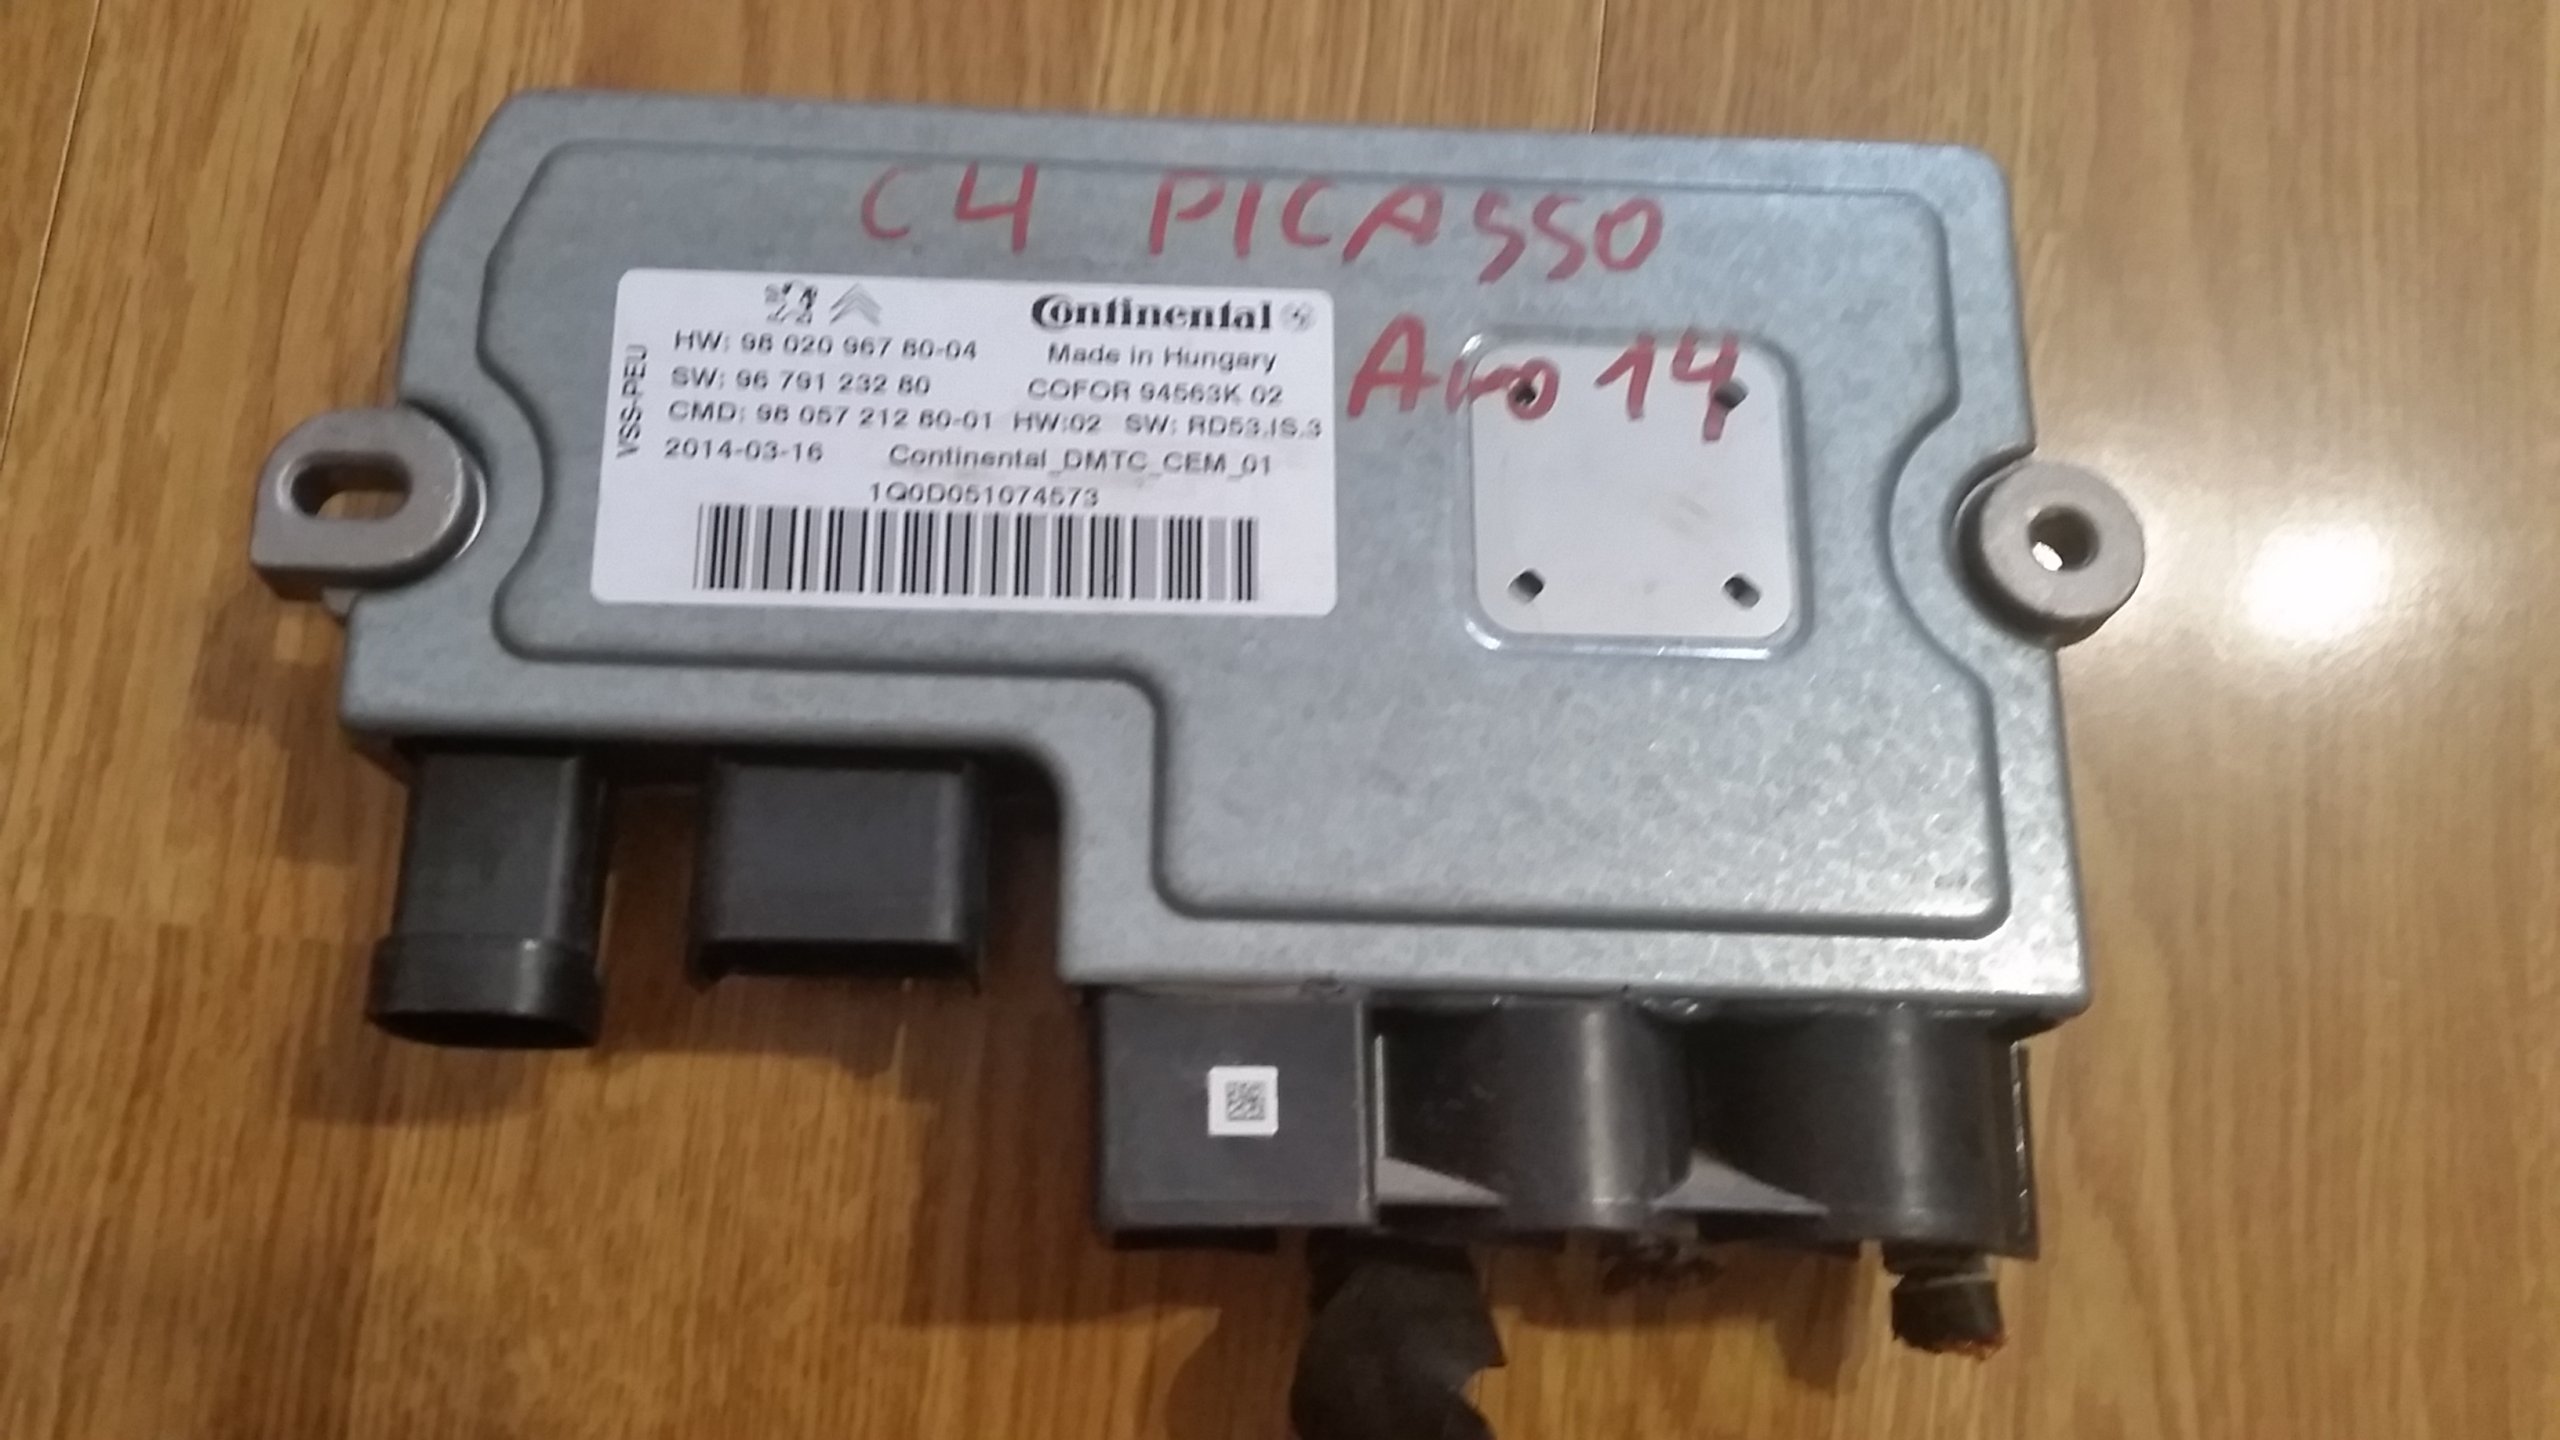 C4 PICASSO
Año 14
Continental
HW: 98 020 967 80-04
Made in Hungary
SW: 96 791 232 80
COFOR 94563K 02
CMD: 98 057 212 80-01 HW:02 SW: RD53.IS.3
2014-03-16 Continental_DMTC_CEM_01
1Q0D051074573
VSS-PEU